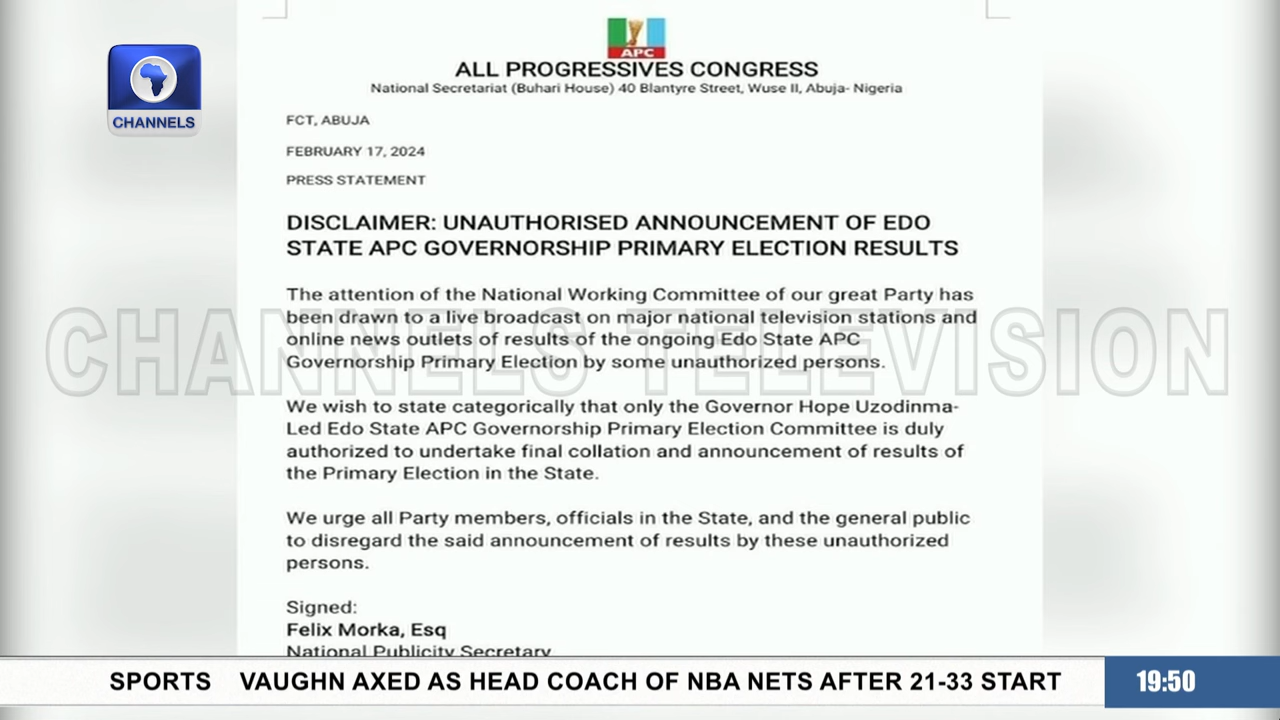 APC
ALL PROGRESSIVES CONGRESS
National Secretariat (Buhari House) 40 Blantyre Street, Wuse II, Abuja- Nigeria
CHANNELS
FCT, ABUJA
FEBRUARY 17, 2024
PRESS STATEMENT
DISCLAIMER: UNAUTHORISED ANNOUNCEMENT OF EDO
STATE APC GOVERNORSHIP PRIMARY ELECTION RESULTS
The attention of the National Working Committee of our great Party has
been drawn to a live broadcast on major national television stations and
online news outlets of results of the ongoing Edo State APC
Governorship Primary Election by some unauthorized persons.
CHANNELS TELEVISION
We wish to state categorically that only the Governor Hope Uzodinma-
Led Edo State APC Governorship Primary Election Committee is duly
authorized to undertake final collation and announcement of results of
the Primary Election in the State.
We urge all Party members, officials in the State, and the general public
to disregard the said announcement of results by these unauthorized
persons.
Signed:
Felix Morka, Esq
National Publicity Secretary
SPORTS VAUGHN AXED AS HEAD COACH OF NBA NETS AFTER 21-33 START
19:50